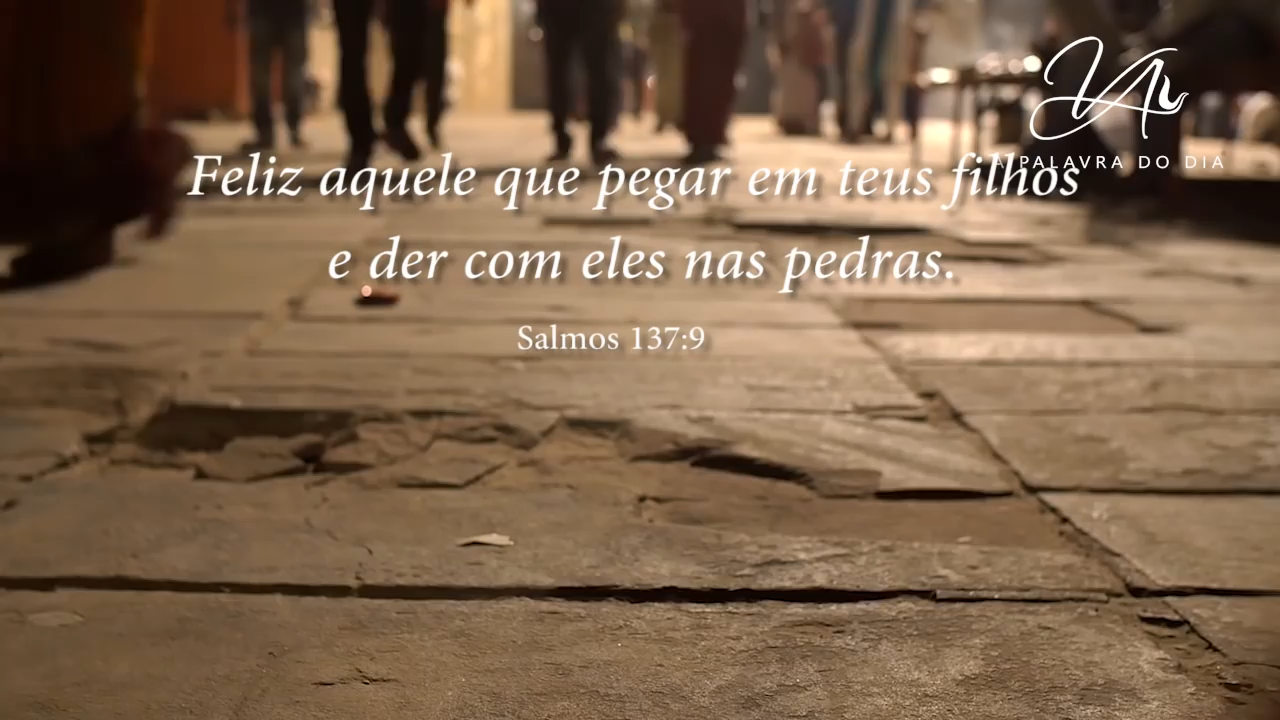 Feliz aquele que pegar em teus filhos
e der com eles nas pedras.
Salmos 137:9
A PALAVRA DO DIA